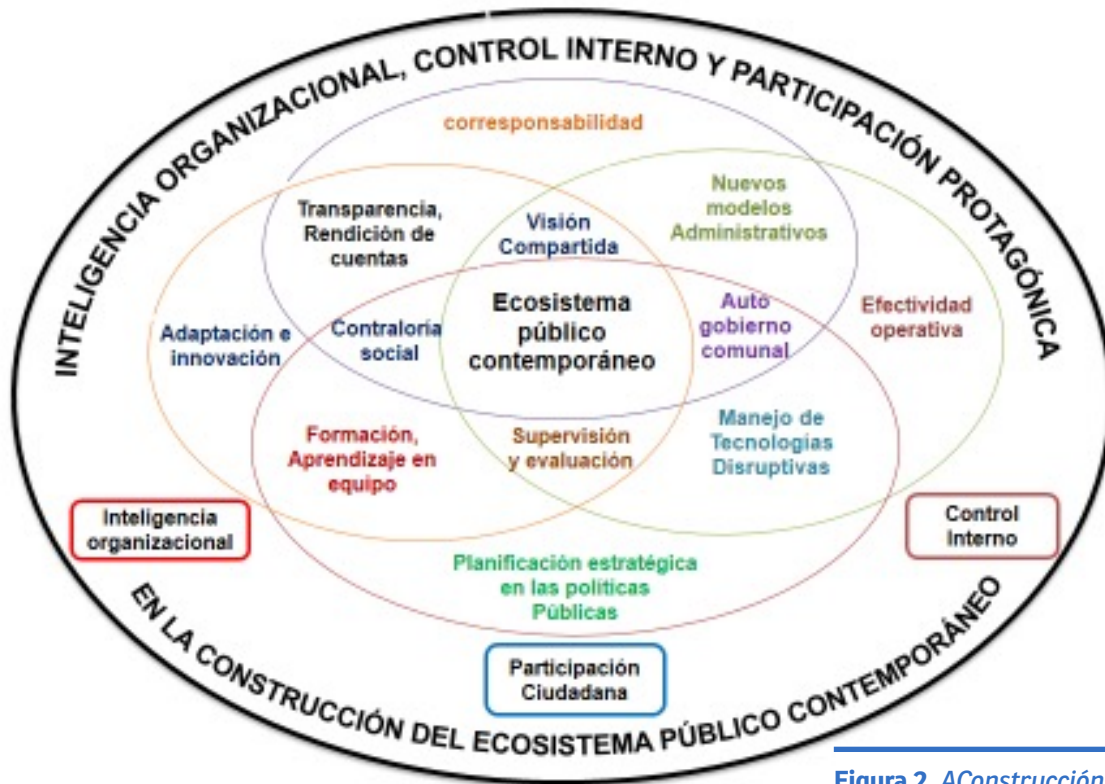 INTELIGENCIA ORGANIZACIONAL, CONTROL INTERNO Y PARTICIPACIÓN PROTAGÓNICA
corresponsabilidad
Transparencia,
Rendición de
cuentas
Visión
Compartida
Nuevos
modelos
Administrativos
Adaptación e
innovación
Contraloría
social
Ecosistema
público
contemporáneo
Auto
gobierno
comunal
Efectividad
operativa
Formación,
Aprendizaje en
equipo
Supervisión
y evaluación
Manejo de
Tecnologías
Disruptivas
Inteligencia
organizacional
Control
Interno
Planificación estratégica
en las políticas
Públicas
Participación
Ciudadana
EN LA CONSTRUCCIÓN DEL ECOSISTEMA PÚBLICO CONTEMPORÁNEO
Figura 2. AConstrucción